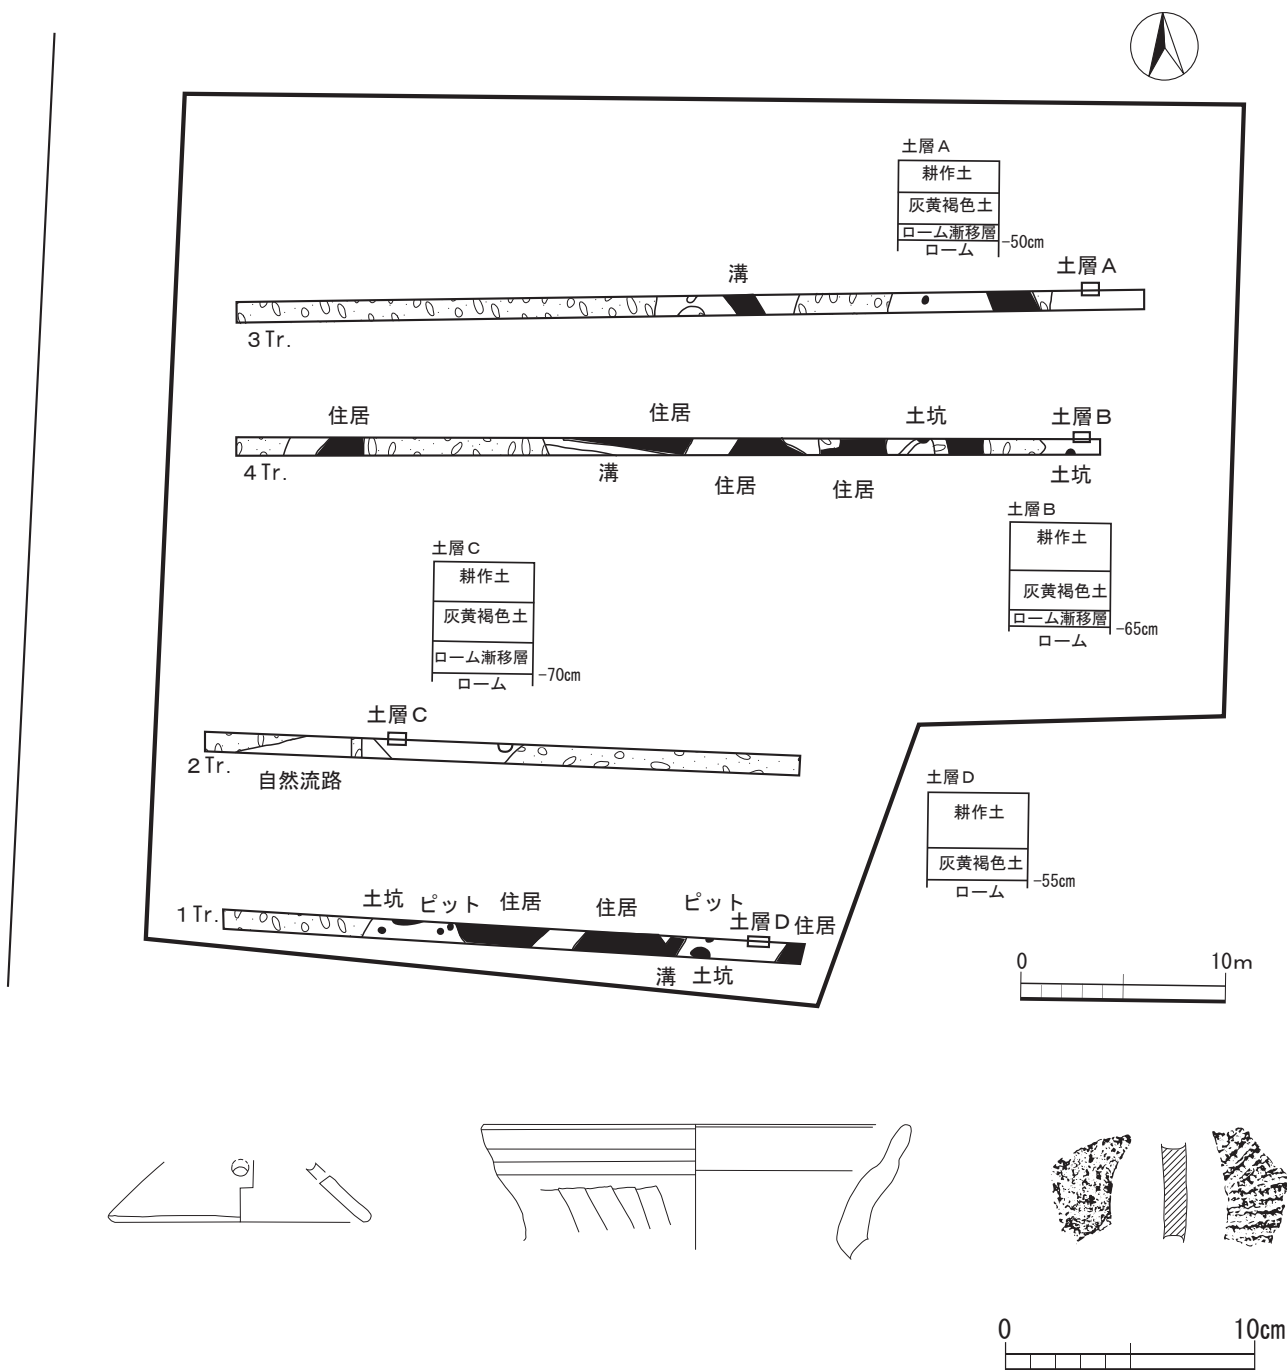 土層A
耕作土
灰黄褐色土
ローム漸移層
ローム
-50cm
土層A
溝
3Tr.
住居
住居
土坑
土層B
4Tr.
溝
住居
住居
土坑
土層B
耕作土
灰黄褐色土
ローム漸移層
ローム
-65cm
土層C
耕作土
灰黄褐色土
ローム漸移層
ローム
-70cm
土層C
2Tr.
自然流路
土層D
耕作土
灰黄褐色土
ローム
-55cm
1Tr.
土坑
ピット
住居
住居
ピット
土層D
住居
溝
土坑
0 10m
0 10cm